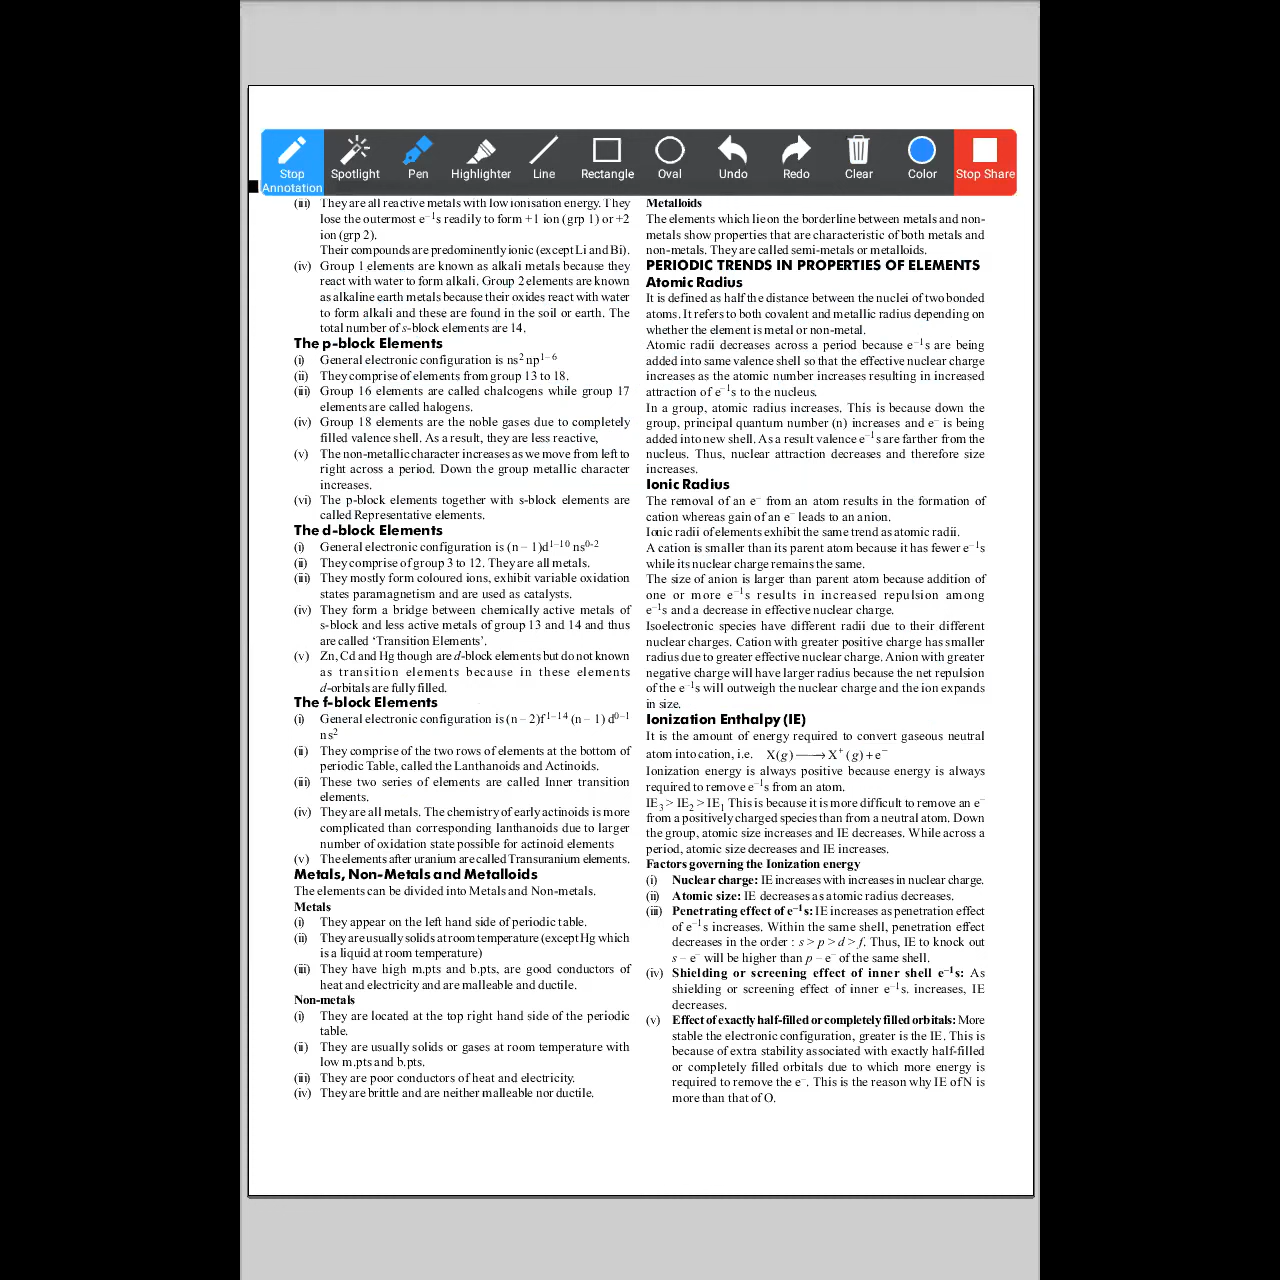 Stop Annotation
Spotlight
Pen
Highlighter
Line
Rectangle
Oval
Undo
Redo
Clear
Color
Stop Share
(iii) They are all reactive metals with low ionisation energy. They
lose the outermost e⁻¹s readily to form +1 ion (grp 1) or +2
ion (grp 2).
Their compounds are predominently ionic (except Li and Bi).
(iv) Group 1 elements are known as alkali metals because they
react with water to form alkali. Group 2 elements are known
as alkaline earth metals because their oxides react with water
to form alkali and these are found in the soil or earth. The
total number of s-block elements are 14.
The p-block Elements
(i) General electronic configuration is ns² np¹⁻⁶
(ii) They comprise of elements from group 13 to 18.
(iii) Group 16 elements are called chalcogens while group 17
elements are called halogens.
(iv) Group 18 elements are the noble gases due to completely
filled valence shell. As a result, they are less reactive,
(v) The non-metallic character increases as we move from left to
right across a period. Down the group metallic character
increases.
(vi) The p-block elements together with s-block elements are
called Representative elements.
The d-block Elements
(i) General electronic configuration is (n – 1)d¹⁻¹⁰ ns⁰⁻²
(ii) They comprise of group 3 to 12. They are all metals.
(iii) They mostly form coloured ions, exhibit variable oxidation
states paramagnetism and are used as catalysts.
(iv) They form a bridge between chemically active metals of
s-block and less active metals of group 13 and 14 and thus
are called ‘Transition Elements’.
(v) Zn, Cd and Hg though are d-block elements but do not known
as transition elements because in these elements
d-orbitals are fully filled.
The f-block Elements
(i) General electronic configuration is (n – 2)f¹⁻¹⁴ (n – 1) d⁰⁻¹
ns²
(ii) They comprise of the two rows of elements at the bottom of
periodic Table, called the Lanthanoids and Actinoids.
(iii) These two series of elements are called Inner transition
elements.
(iv) They are all metals. The chemistry of early actinoids is more
complicated than corresponding lanthanoids due to larger
number of oxidation state possible for actinoid elements
(v) The elements after uranium are called Transuranium elements.
Metals, Non-Metals and Metalloids
The elements can be divided into Metals and Non-metals.
Metals
(i) They appear on the left hand side of periodic table.
(ii) They are usually solids at room temperature (except Hg which
is a liquid at room temperature)
(iii) They have high m.pts and b.pts, are good conductors of
heat and electricity and are malleable and ductile.
Non-metals
(i) They are located at the top right hand side of the periodic
table.
(ii) They are usually solids or gases at room temperature with
low m.pts and b.pts.
(iii) They are poor conductors of heat and electricity.
(iv) They are brittle and are neither malleable nor ductile.
Metalloids
The elements which lie on the borderline between metals and non-
metals show properties that are characteristic of both metals and
non-metals. They are called semi-metals or metalloids.
PERIODIC TRENDS IN PROPERTIES OF ELEMENTS
Atomic Radius
It is defined as half the distance between the nuclei of two bonded
atoms. It refers to both covalent and metallic radius depending on
whether the element is metal or non-metal.
Atomic radii decreases across a period because e⁻¹s are being
added into same valence shell so that the effective nuclear charge
increases as the atomic number increases resulting in increased
attraction of e⁻¹s to the nucleus.
In a group, atomic radius increases. This is because down the
group, principal quantum number (n) increases and e⁻ is being
added into new shell. As a result valence e⁻¹s are farther from the
nucleus. Thus, nuclear attraction decreases and therefore size
increases.
Ionic Radius
The removal of an e⁻ from an atom results in the formation of
cation whereas gain of an e⁻ leads to an anion.
Ionic radii of elements exhibit the same trend as atomic radii.
A cation is smaller than its parent atom because it has fewer e⁻¹s
while its nuclear charge remains the same.
The size of anion is larger than parent atom because addition of
one or more e⁻¹s results in increased repulsion among
e⁻¹s and a decrease in effective nuclear charge.
Isoelectronic species have different radii due to their different
nuclear charges. Cation with greater positive charge has smaller
radius due to greater effective nuclear charge. Anion with greater
negative charge will have larger radius because the net repulsion
of the e⁻¹s will outweigh the nuclear charge and the ion expands
in size.
Ionization Enthalpy (IE)
It is the amount of energy required to convert gaseous neutral
atom into cation, i.e. X(g) ⟶ X⁺(g) + e⁻
Ionization energy is always positive because energy is always
required to remove e⁻¹s from an atom.
IE₃ > IE₂ > IE₁ This is because it is more difficult to remove an e⁻
from a positively charged species than from a neutral atom. Down
the group, atomic size increases and IE decreases. While across a
period, atomic size decreases and IE increases.
Factors governing the Ionization energy
(i) Nuclear charge: IE increases with increases in nuclear charge.
(ii) Atomic size: IE decreases as atomic radius decreases.
(iii) Penetrating effect of e⁻¹s: IE increases as penetration effect
of e⁻¹s increases. Within the same shell, penetration effect
decreases in the order : s > p > d > f. Thus, IE to knock out
s – e⁻ will be higher than p – e⁻ of the same shell.
(iv) Shielding or screening effect of inner shell e⁻¹s: As
shielding or screening effect of inner e⁻¹s. increases, IE
decreases.
(v) Effect of exactly half-filled or completely filled orbitals: More
stable the electronic configuration, greater is the IE. This is
because of extra stability associated with exactly half-filled
or completely filled orbitals due to which more energy is
required to remove the e⁻. This is the reason why IE of N is
more than that of O.